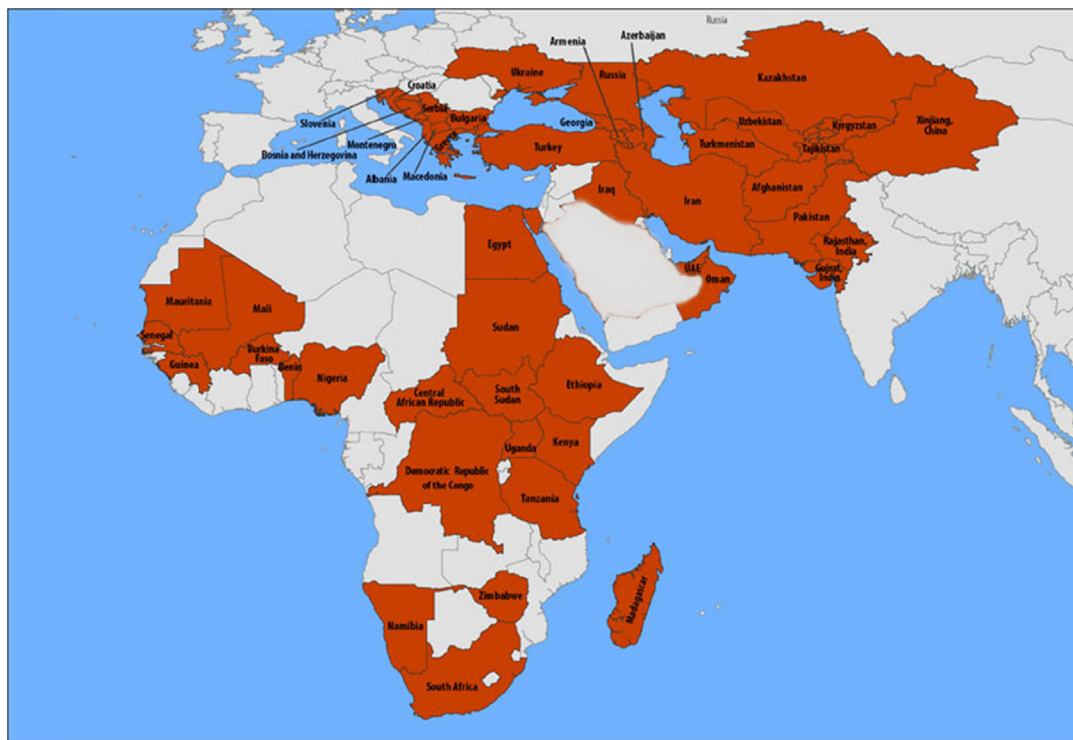 Russia
Armenia
Azerbaijan
Ukraine
Russia
Kazakhstan
Croatia
Serbia
Slovenia
Bulgaria
Georgia
Uzbekistan
Kyrgyzstan
Xinjiang,
China
Bosnia and Herzegovina
Montenegro
Greece
Turkey
Turkmenistan
Tajikistan
Albania
Macedonia
Iraq
Iran
Afghanistan
Pakistan
Egypt
Rajasthan,
India
UAE
Oman
Gujrat,
India
Mauritania
Mali
Sudan
Senegal
Burkina
Faso
Guinea
Benin
Nigeria
Central
African Republic
South
Sudan
Ethiopia
Uganda
Kenya
Democratic Republic
of the Congo
Tanzania
Zimbabwe
Madagascar
Namibia
South Africa